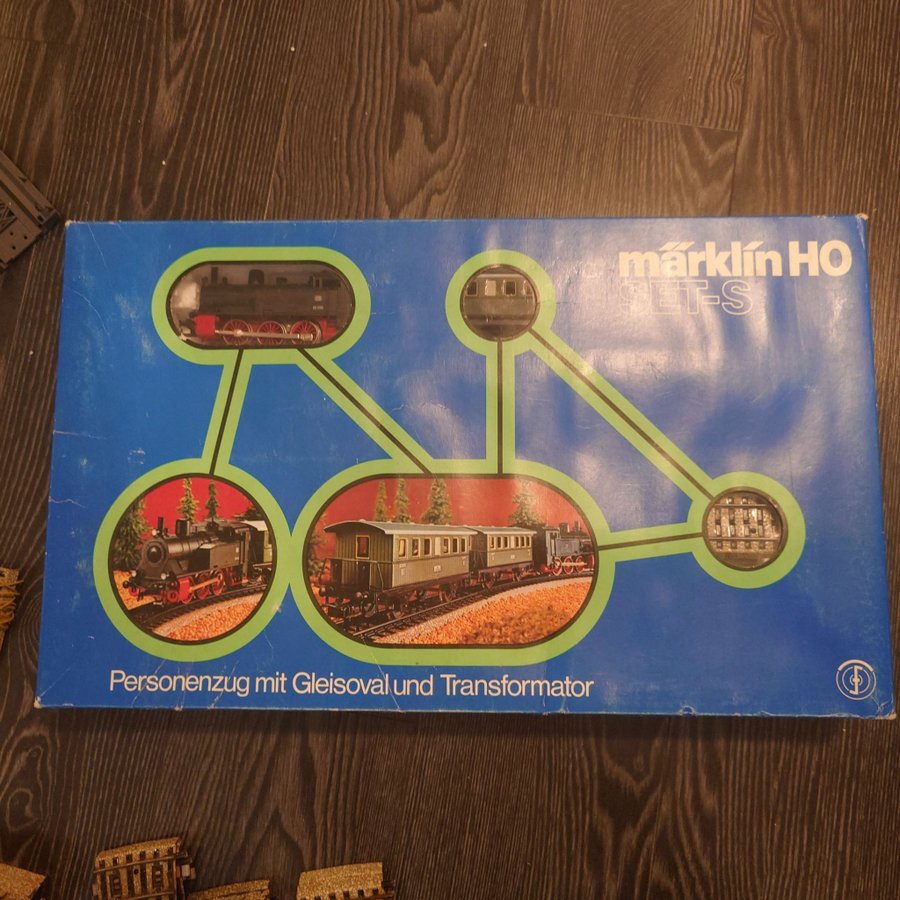 märklin HO
SET-S
Personenzug mit Gleisoval und Transformator